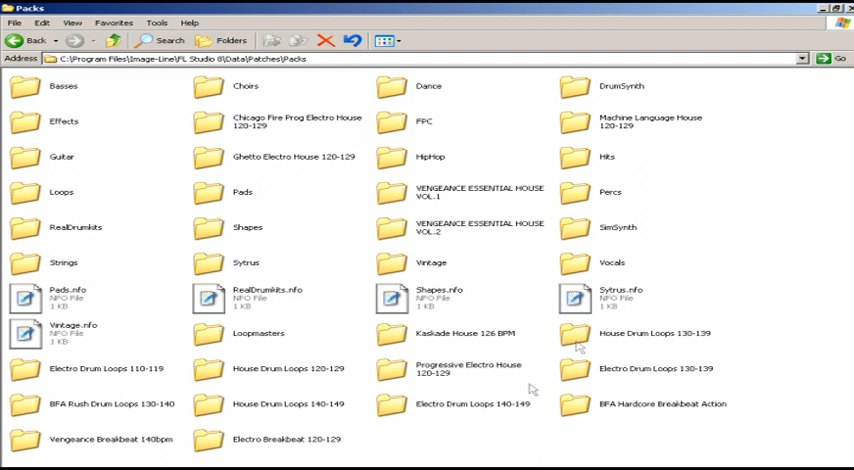 Packs
File Edit View Favorites Tools Help
Back Search Folders
Address C:\Program Files\Image-Line\FL Studio 8\Data\Patches\Packs Go
Basses Choirs Dance DrumSynth
Effects Chicago Fire Prog Electro House 120-129 FPC Machine Language House 120-129
Guitar Ghetto Electro House 120-129 HipHop Hits
Loops Pads VENGEANCE ESSENTIAL HOUSE VOL.1 Percs
RealDrumkits Shapes VENGEANCE ESSENTIAL HOUSE VOL.2 SimSynth
Strings Sytrus Vintage Vocals
Pads.nfo RealDrumkits.nfo Shapes.nfo Sytrus.nfo
NFO File NFO File NFO File NFO File
1 KB 1 KB 1 KB 1 KB
Vintage.nfo
NFO File
1 KB
Loopmasters Kaskade House 126 BPM House Drum Loops 130-139
Electro Drum Loops 110-119 House Drum Loops 120-129 Progressive Electro House 120-129 Electro Drum Loops 130-139
BFA Rush Drum Loops 130-140 House Drum Loops 140-149 Electro Drum Loops 140-149 BFA Hardcore Breakbeat Action
Vengeance Breakbeat 140bpm Electro Breakbeat 120-129